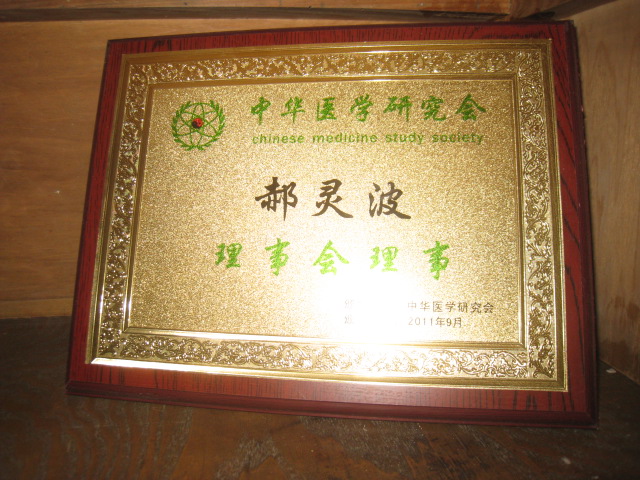 中华医学研究会
chinese medicine study society
郝灵波
理事会理事
中华医学研究会
2011年9月